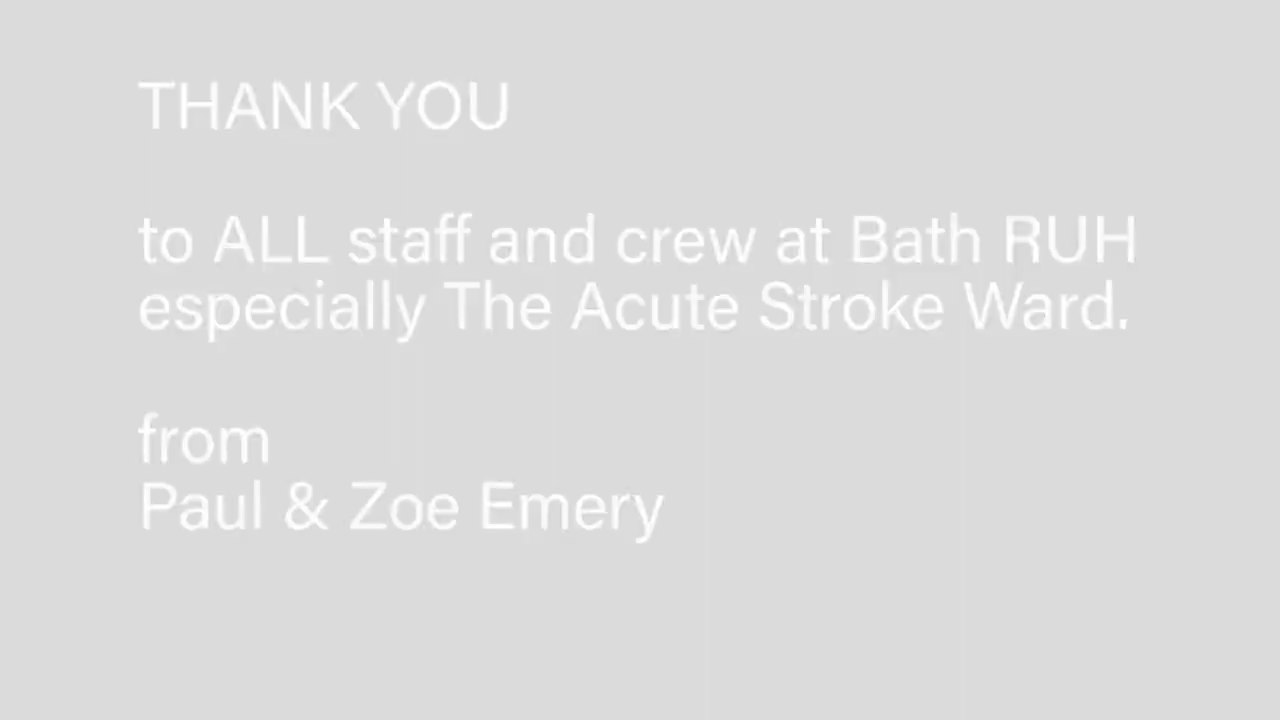 THANK YOU
to ALL staff and crew at Bath RUH
especially The Acute Stroke Ward.
from
Paul & Zoe Emery